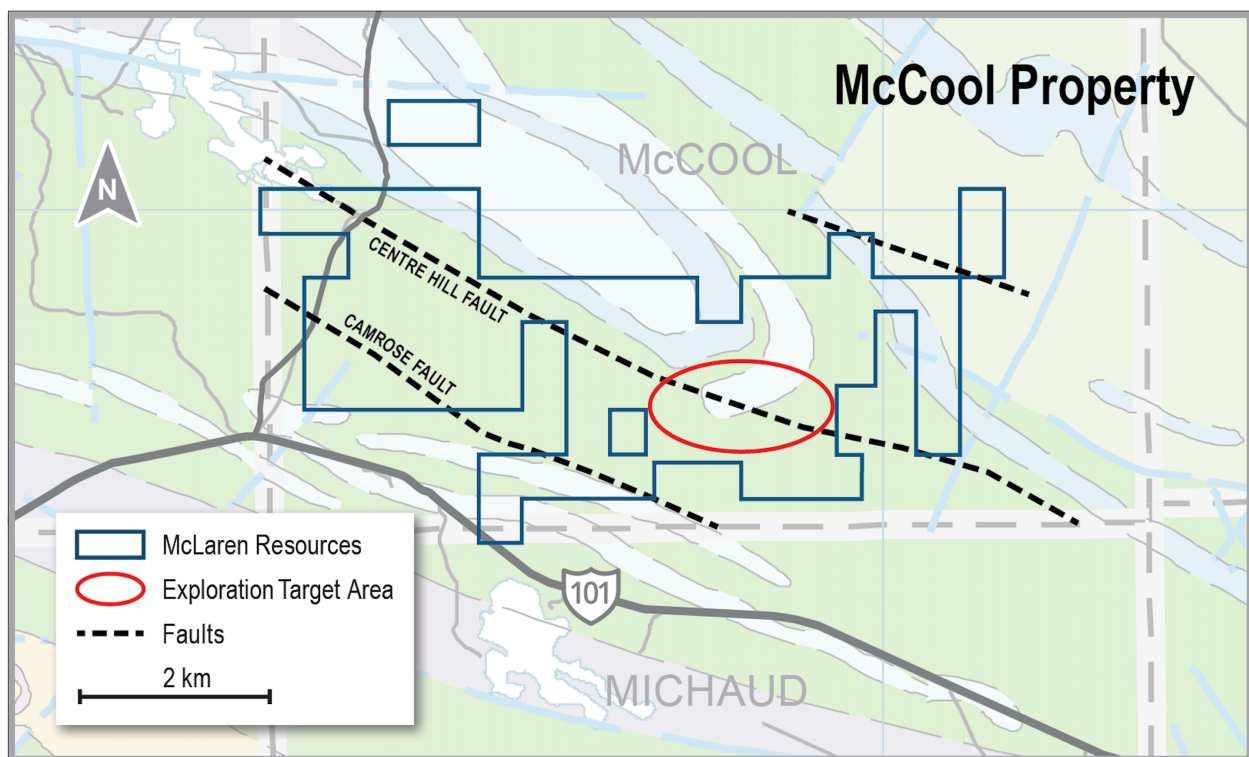 McCool Property
McCOOL
N
CENTRE HILL FAULT
CAMROSE FAULT
McLaren Resources
Exploration Target Area
Faults
2 km
101
MICHAUD